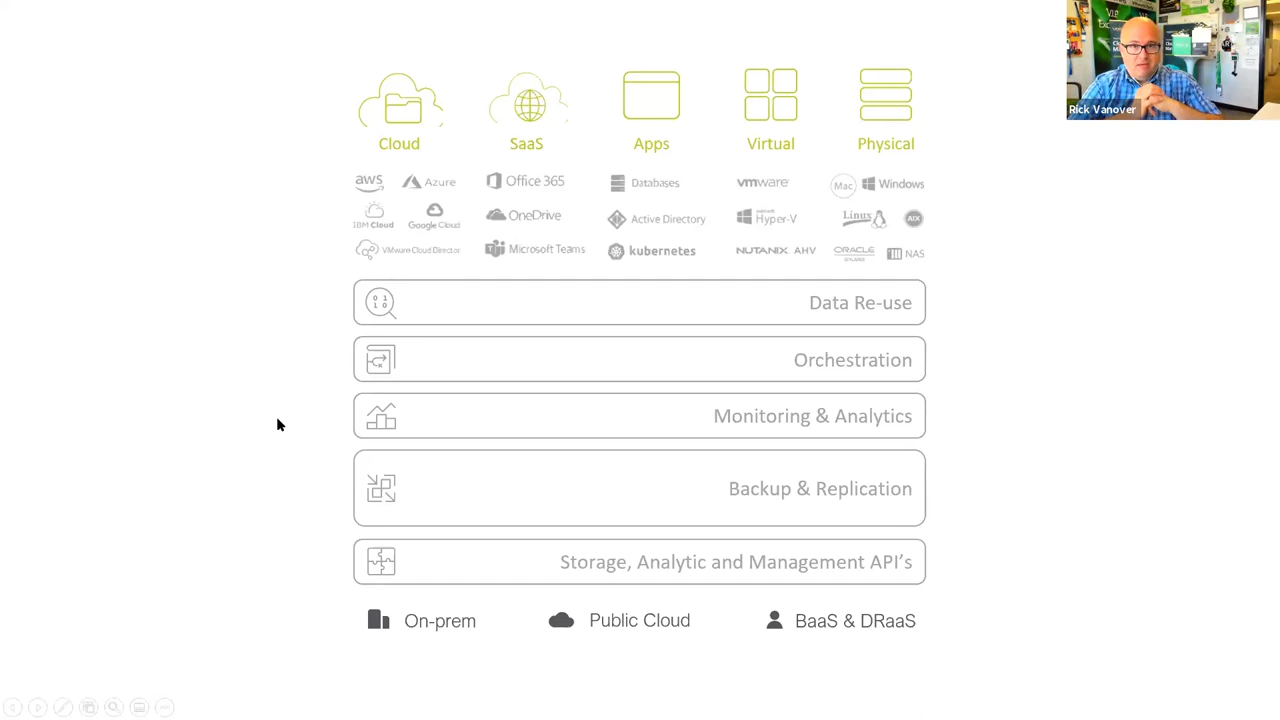 Rick Vanover
Cloud SaaS Apps Virtual Physical
aws Azure Office 365 Databases vmware Mac Windows
IBM Cloud Google Cloud OneDrive Active Directory Hyper-V Linux AIX
VMware Cloud Director Microsoft Teams kubernetes NUTANIX AHV ORACLE NAS
Data Re-use
Orchestration
Monitoring & Analytics
Backup & Replication
Storage, Analytic and Management API's
On-prem Public Cloud BaaS & DRaaS